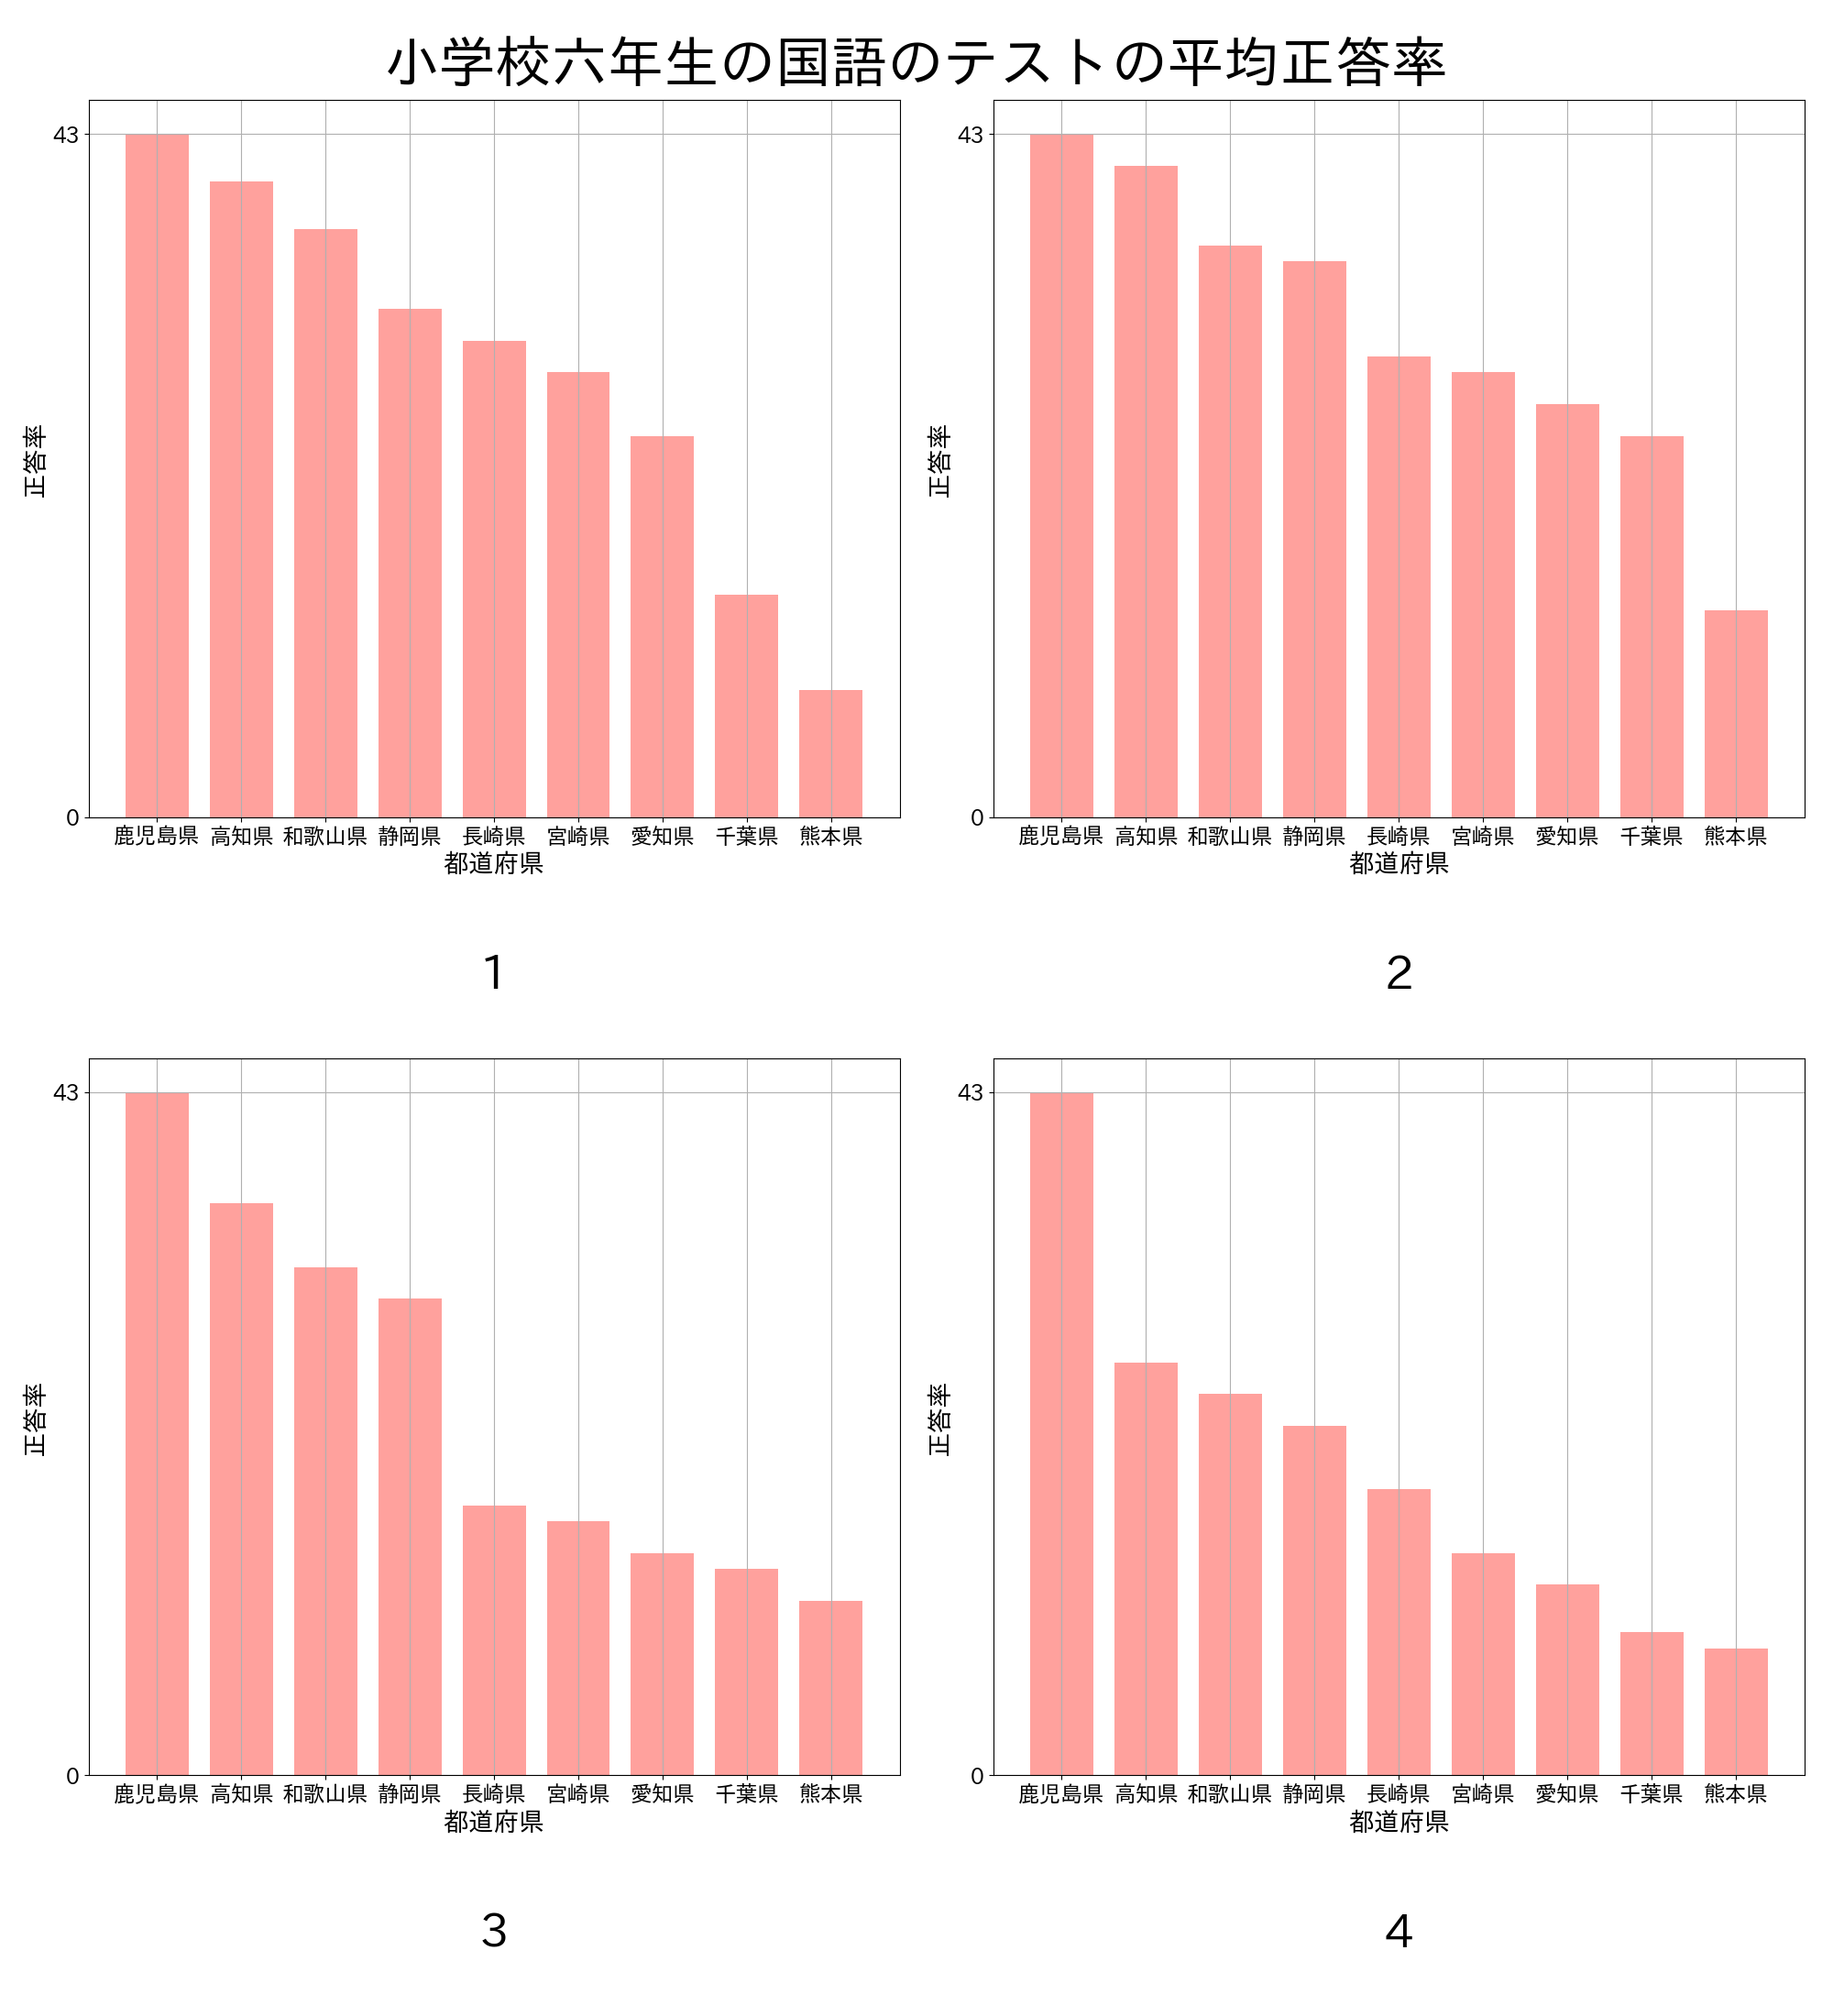 小学校六年生の国語のテストの平均正答率
43
0
正答率
鹿児島県 高知県 和歌山県 静岡県 長崎県 宮崎県 愛知県 千葉県 熊本県
都道府県
1
43
0
正答率
鹿児島県 高知県 和歌山県 静岡県 長崎県 宮崎県 愛知県 千葉県 熊本県
都道府県
2
43
0
正答率
鹿児島県 高知県 和歌山県 静岡県 長崎県 宮崎県 愛知県 千葉県 熊本県
都道府県
3
43
0
正答率
鹿児島県 高知県 和歌山県 静岡県 長崎県 宮崎県 愛知県 千葉県 熊本県
都道府県
4